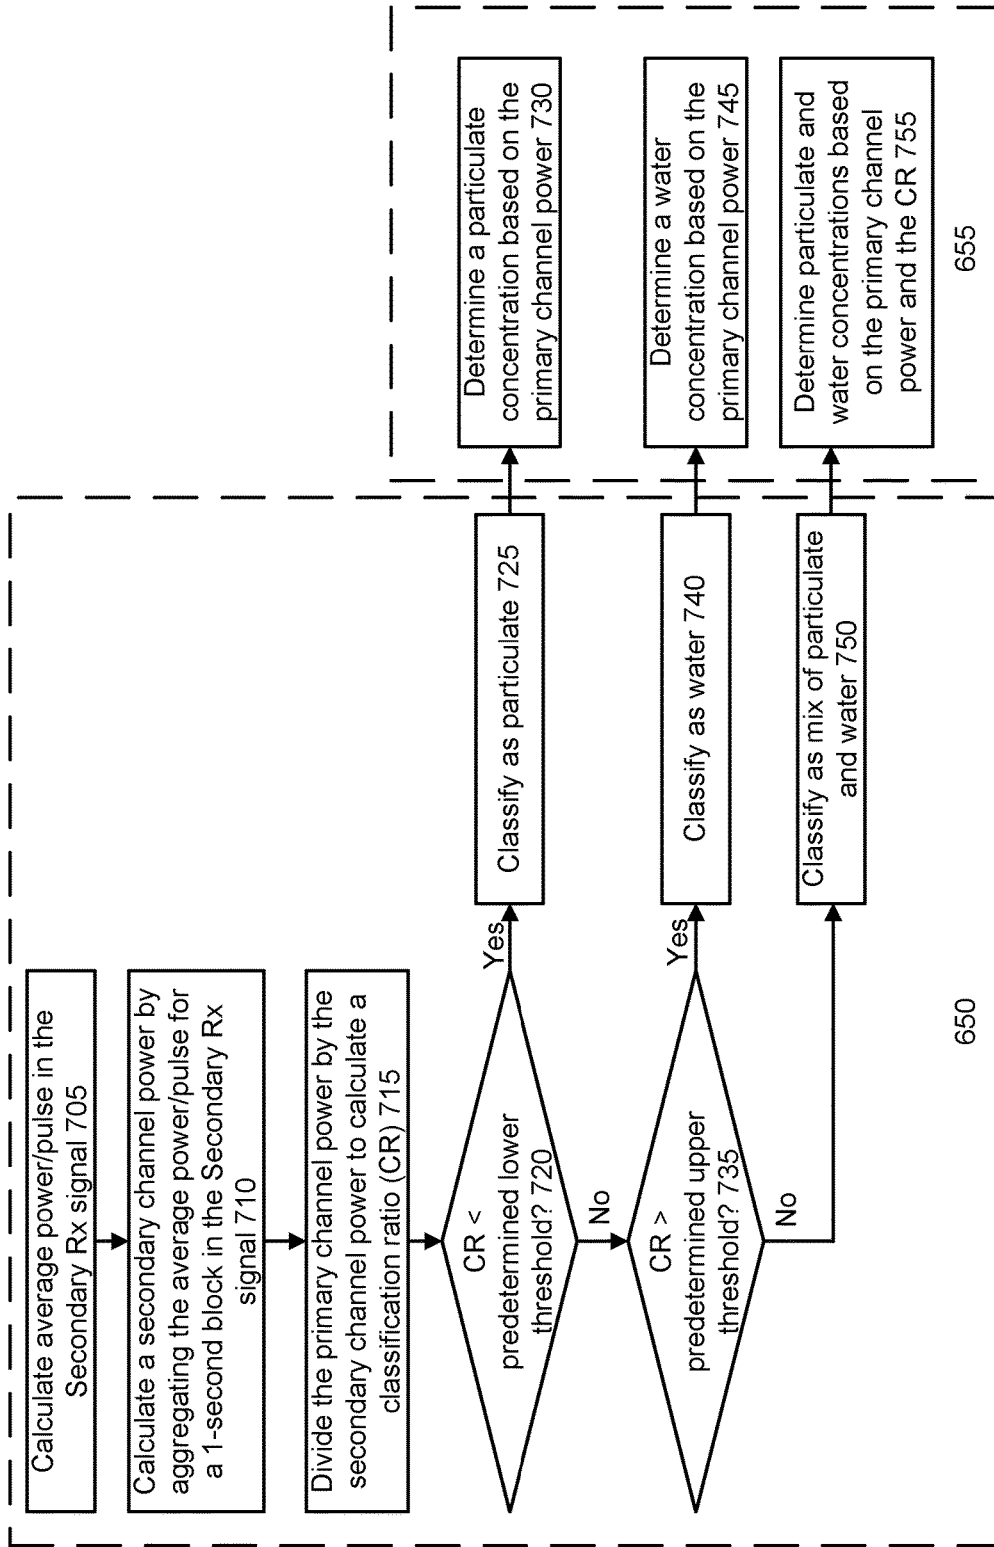 Calculate average power/pulse in the
Secondary Rx signal 705
Calculate a secondary channel power by
aggregating the average power/pulse for
a 1-second block in the Secondary Rx
signal 710
Divide the primary channel power by the
secondary channel power to calculate a
classification ratio (CR) 715
CR <
predetermined lower
threshold? 720
Yes
No
Classify as particulate 725
Determine a particulate
concentration based on the
primary channel power 730
CR >
predetermined upper
threshold? 735
Yes
No
Classify as water 740
Determine a water
concentration based on the
primary channel power 745
Classify as mix of particulate
and water 750
Determine particulate and
water concentrations based
on the primary channel
power and the CR 755
650
655